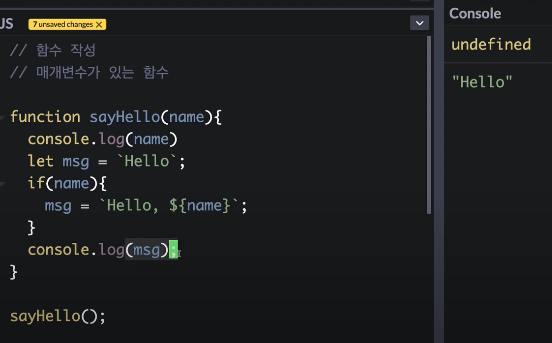 JS
7 unsaved changes ×
// 함수 작성
// 매개변수가 있는 함수
function sayHello(name){
console.log(name)
let msg = `Hello`;
if(name){
msg = `Hello, ${name}`;
}
console.log(msg);
}
sayHello();
Console
undefined
"Hello"